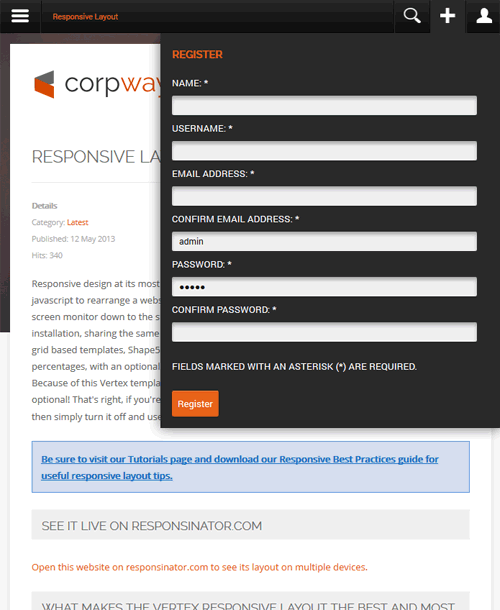 Responsive Layout
REGISTER
NAME: *
USERNAME: *
EMAIL ADDRESS: *
CONFIRM EMAIL ADDRESS: *
admin
PASSWORD: *
•••••
CONFIRM PASSWORD: *
FIELDS MARKED WITH AN ASTERISK (*) ARE REQUIRED.
Register
corpway
RESPONSIVE LA
Details
Category: Latest
Published: 12 May 2013
Hits: 340
Responsive design at its most
javascript to rearrange a webs
screen monitor down to the s
installation, sharing the same
grid based templates, Shape5
percentages, with an optional
Because of this Vertex templa
optional! That's right, if you're
then simply turn it off and use
Be sure to visit our Tutorials page and download our Responsive Best Practices guide for
useful responsive layout tips.
SEE IT LIVE ON RESPONSINATOR.COM
Open this website on responsinator.com to see its layout on multiple devices.
WHAT MAKES THE VERTEX RESPONSIVE LAYOUT THE BEST AND MOST